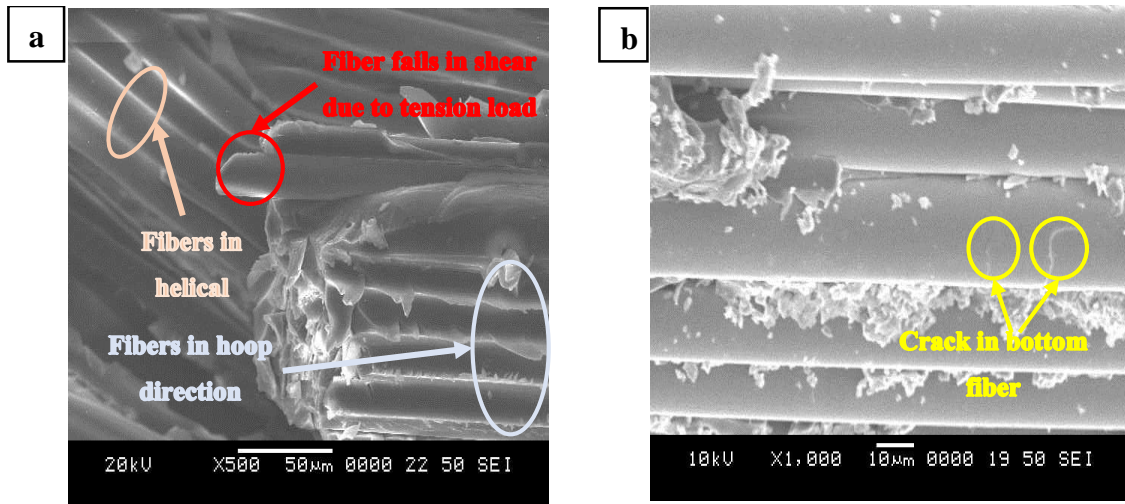 a
Fiber fails in shear
due to tension load
Fibers in
helical
Fibers in hoop
direction
20kV X500 50µm 0000 22 50 SEI
b
Crack in bottom
fiber
10kV X1,000 10µm 0000 19 50 SEI